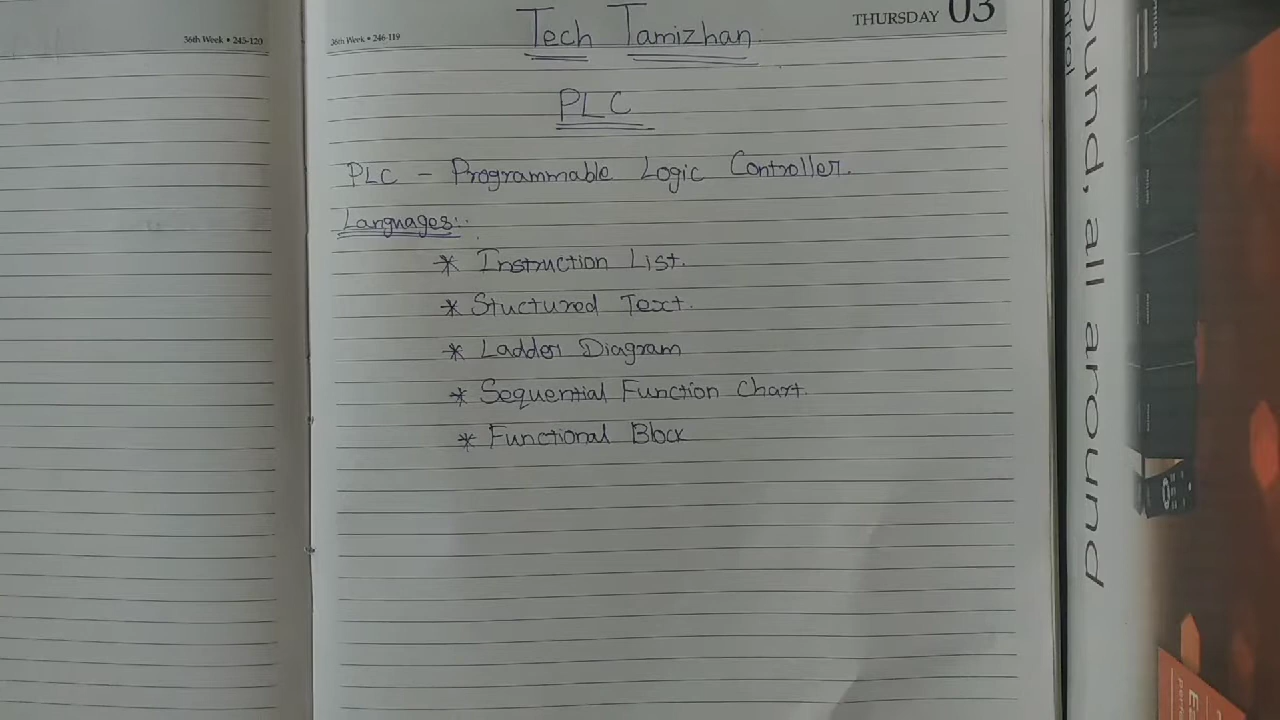 36th Week • 245-120
36th Week • 246-119
THURSDAY 03
Tech Tamizhan
PLC
PLC - Programmable Logic Controller.
Languages:-
* Instruction List.
* Stuctured Text.
* Ladder Diagram
* Sequential Function Chart.
* Functional Block
ound, all around